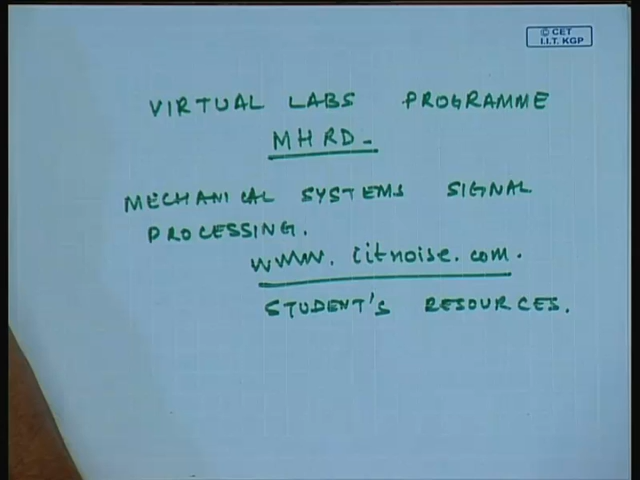 © CET
I.I.T. KGP
VIRTUAL LABS PROGRAMME
MHRD-
MECHANICAL SYSTEMS SIGNAL
PROCESSING.
www.iitnoise.com.
STUDENT'S RESOURCES.